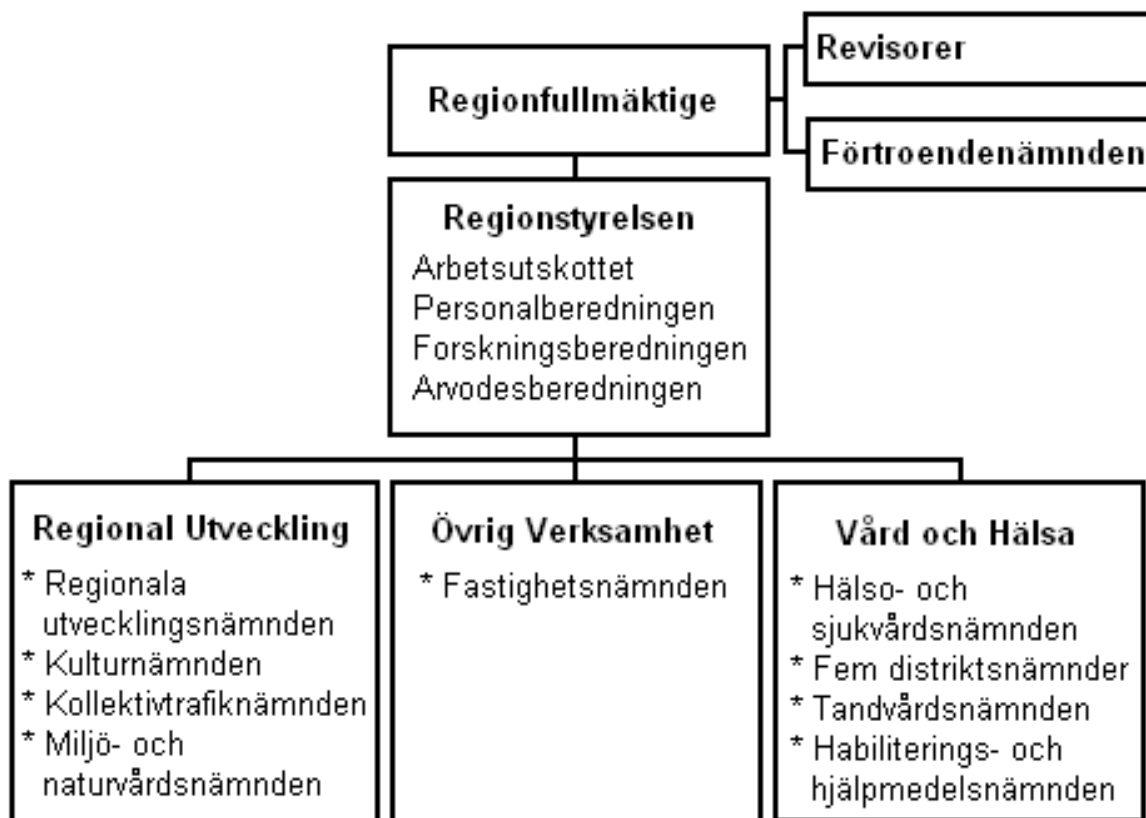 Regionfullmäktige
Revisorer
Förtroendenämnden
Regionstyrelsen
Arbetsutskottet
Personalberedningen
Forskningsberedningen
Arvodesberedningen
Regional Utveckling
* Regionala
utvecklingsnämnden
* Kulturnämnden
* Kollektivtrafiknämnden
* Miljö- och
naturvårdsnämnden
Övrig Verksamhet
* Fastighetsnämnden
Vård och Hälsa
* Hälso- och
sjukvårdsnämnden
* Fem distriktsnämnder
* Tandvårdsnämnden
* Habiliterings- och
hjälpmedelsnämnden